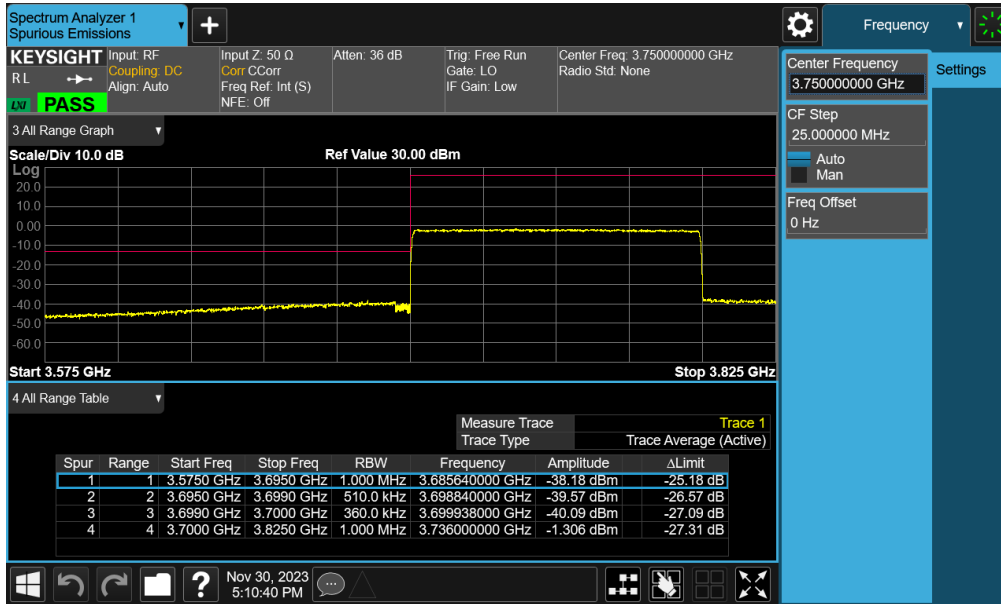 Spectrum Analyzer 1
Spurious Emissions
Frequency
KEYSIGHT
R L
LXI PASS
Input: RF
Coupling: DC
Align: Auto
Input Z: 50 Ω
Corr CCorr
Freq Ref: Int (S)
NFE: Off
Atten: 36 dB
Trig: Free Run
Gate: LO
IF Gain: Low
Center Freq: 3.750000000 GHz
Radio Std: None
Center Frequency
3.750000000 GHz
Settings
CF Step
25.000000 MHz
Auto
Man
Freq Offset
0 Hz
3 All Range Graph
Scale/Div 10.0 dB
Ref Value 30.00 dBm
Log
20.0
10.0
0.00
-10.0
-20.0
-30.0
-40.0
-50.0
-60.0
Start 3.575 GHz
Stop 3.825 GHz
4 All Range Table
Measure Trace Trace 1
Trace Type Trace Average (Active)
Spur Range Start Freq Stop Freq RBW Frequency Amplitude ΔLimit
1 1 3.5750 GHz 3.6950 GHz 1.000 MHz 3.685640000 GHz -38.18 dBm -25.18 dB
2 2 3.6950 GHz 3.6990 GHz 510.0 kHz 3.698840000 GHz -39.57 dBm -26.57 dB
3 3 3.6990 GHz 3.7000 GHz 360.0 kHz 3.699938000 GHz -40.09 dBm -27.09 dB
4 4 3.7000 GHz 3.8250 GHz 1.000 MHz 3.736000000 GHz -1.306 dBm -27.31 dB
Nov 30, 2023
5:10:40 PM